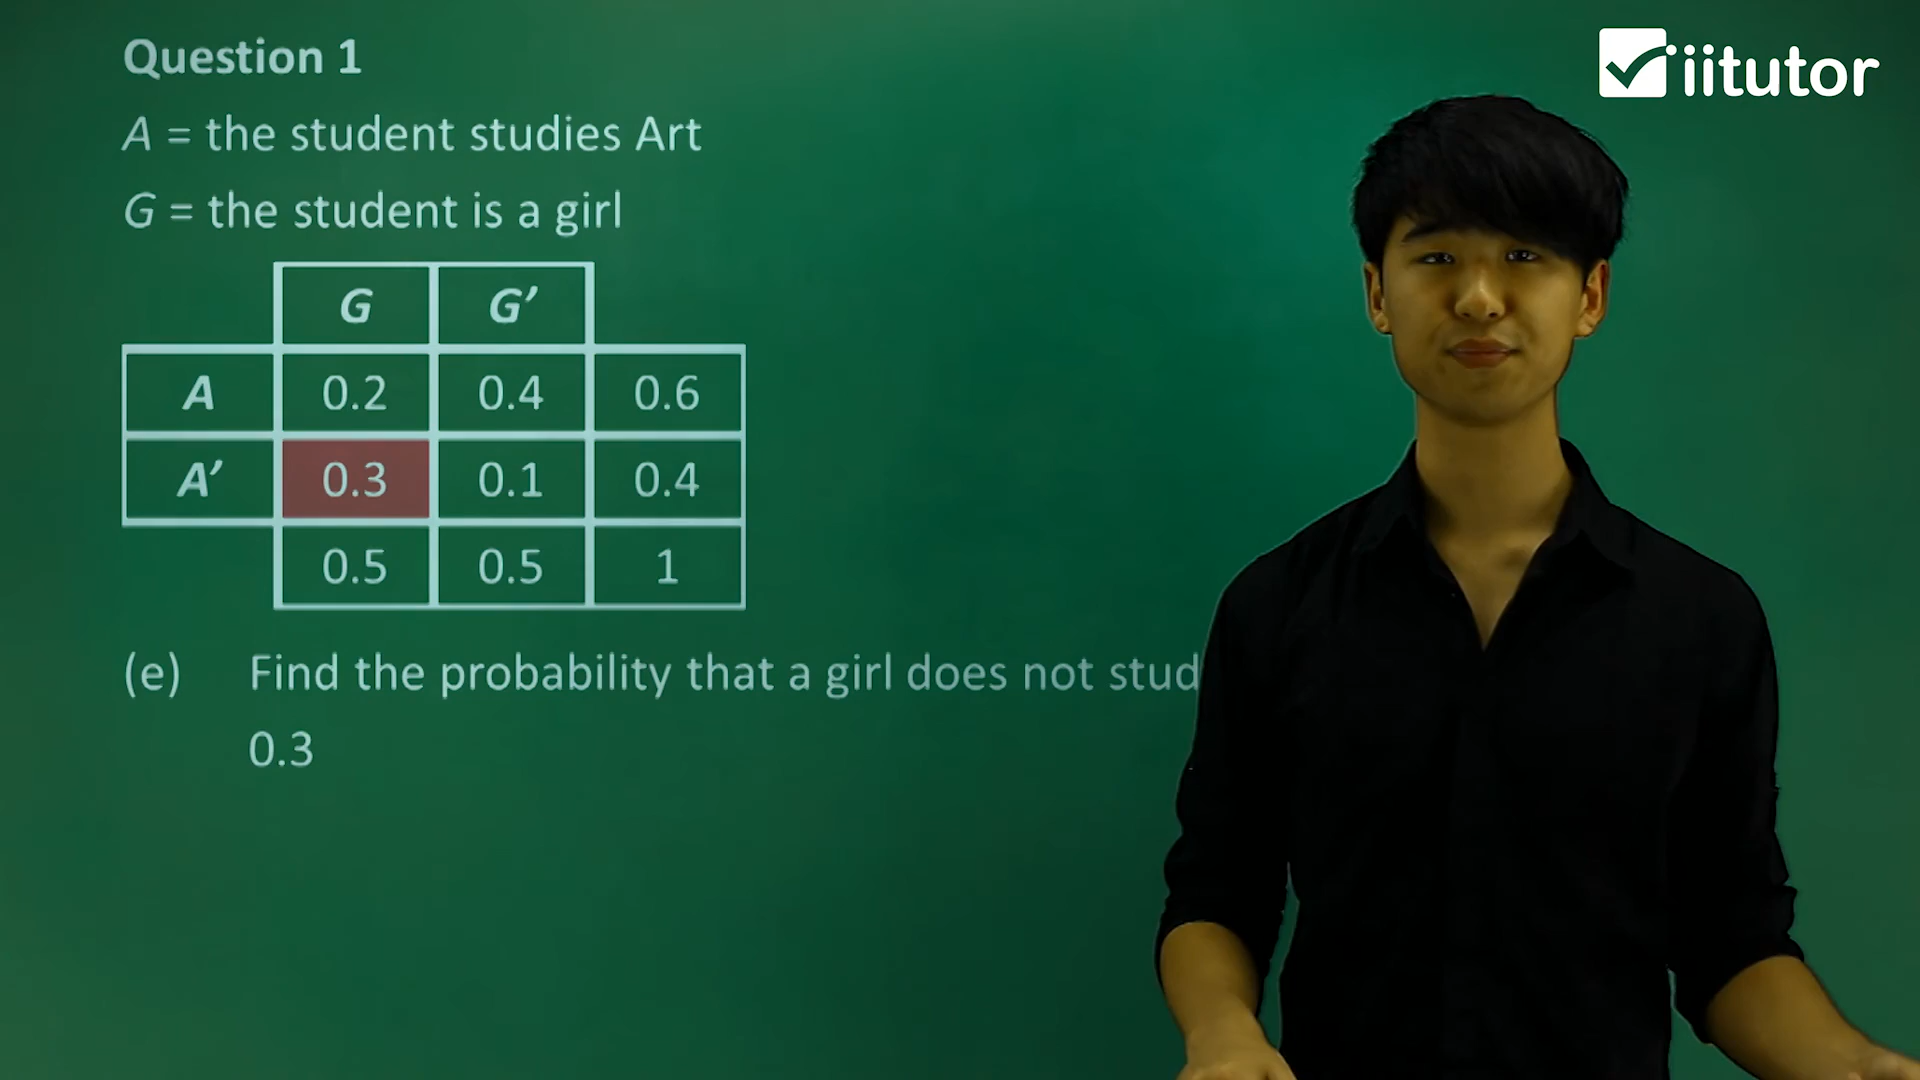 Question 1
iitutor
A = the student studies Art
G = the student is a girl
G G’
A 0.2 0.4 0.6
A’ 0.3 0.1 0.4
0.5 0.5 1
(e) Find the probability that a girl does not
0.3